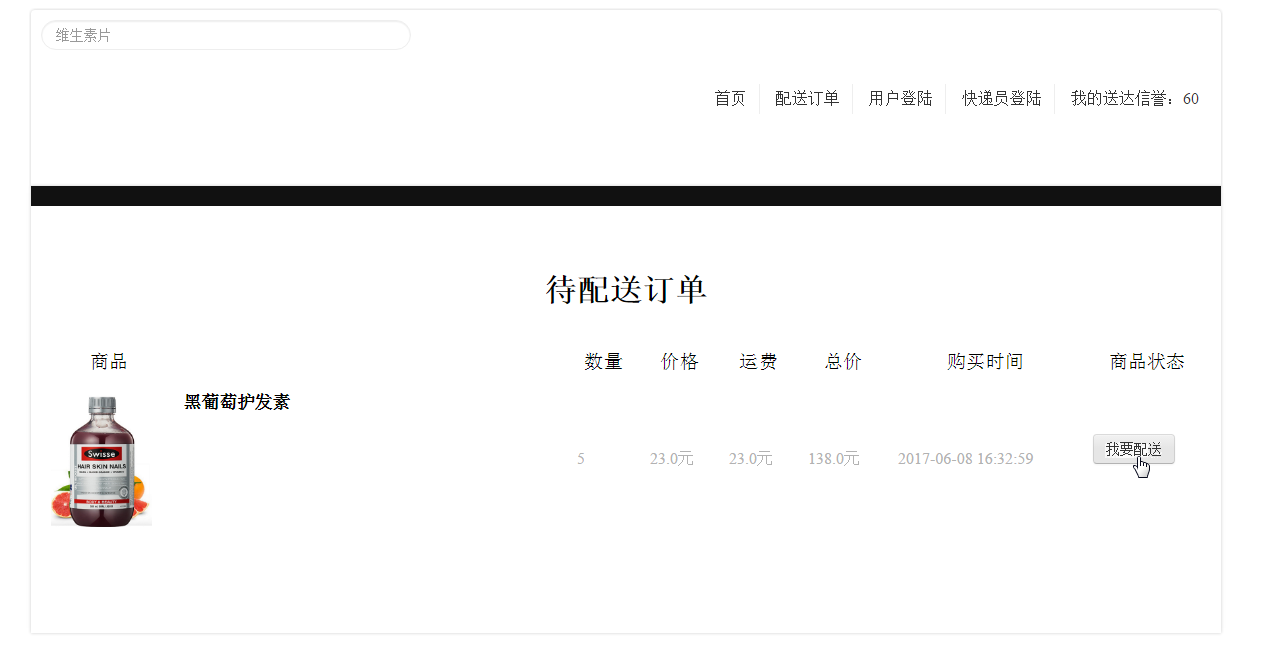 维生素片
首页 配送订单 用户登陆 快递员登陆 我的送达信誉：60
待配送订单
商品 数量 价格 运费 总价 购买时间 商品状态
黑葡萄护发素
Swisse
HAIR SKIN NAILS
5 23.0元 23.0元 138.0元 2017-06-08 16:32:59 我要配送